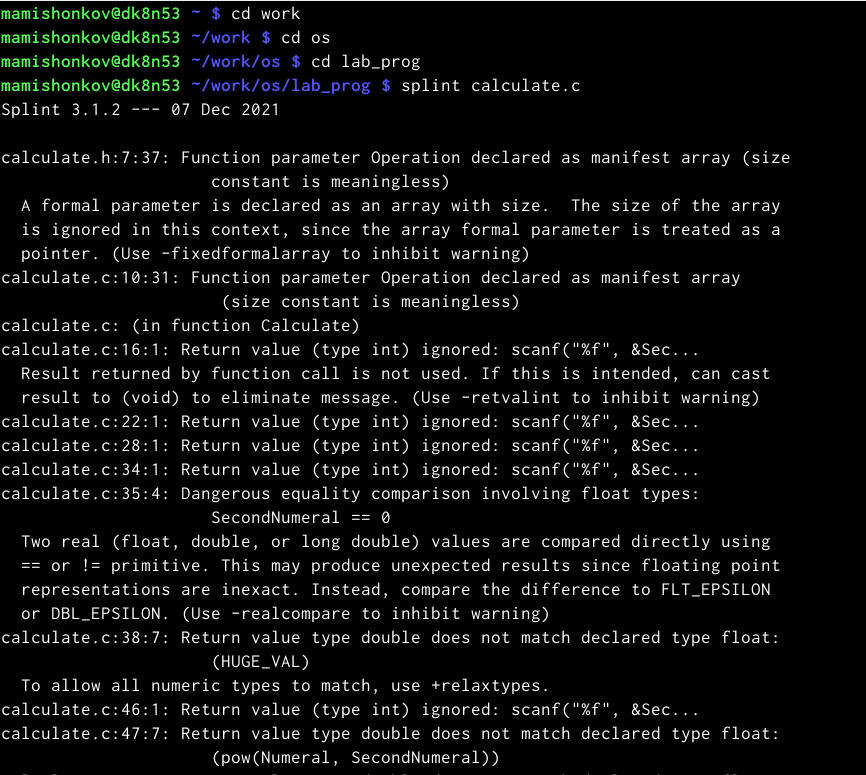 mamishonkov@dk8n53 ~ $ cd work
mamishonkov@dk8n53 ~/work $ cd os
mamishonkov@dk8n53 ~/work/os $ cd lab_prog
mamishonkov@dk8n53 ~/work/os/lab_prog $ splint calculate.c
Splint 3.1.2 --- 07 Dec 2021

calculate.h:7:37: Function parameter Operation declared as manifest array (size
                     constant is meaningless)
  A formal parameter is declared as an array with size.  The size of the array
  is ignored in this context, since the array formal parameter is treated as a
  pointer. (Use -fixedformalarray to inhibit warning)
calculate.c:10:31: Function parameter Operation declared as manifest array
                      (size constant is meaningless)
calculate.c: (in function Calculate)
calculate.c:16:1: Return value (type int) ignored: scanf("%f", &Sec...
  Result returned by function call is not used. If this is intended, can cast
  result to (void) to eliminate message. (Use -retvalint to inhibit warning)
calculate.c:22:1: Return value (type int) ignored: scanf("%f", &Sec...
calculate.c:28:1: Return value (type int) ignored: scanf("%f", &Sec...
calculate.c:34:1: Return value (type int) ignored: scanf("%f", &Sec...
calculate.c:35:4: Dangerous equality comparison involving float types:
                     SecondNumeral == 0
  Two real (float, double, or long double) values are compared directly using
  == or != primitive. This may produce unexpected results since floating point
  representations are inexact. Instead, compare the difference to FLT_EPSILON
  or DBL_EPSILON. (Use -realcompare to inhibit warning)
calculate.c:38:7: Return value type double does not match declared type float:
                     (HUGE_VAL)
  To allow all numeric types to match, use +relaxtypes.
calculate.c:46:1: Return value (type int) ignored: scanf("%f", &Sec...
calculate.c:47:7: Return value type double does not match declared type float:
                     (pow(Numeral, SecondNumeral))